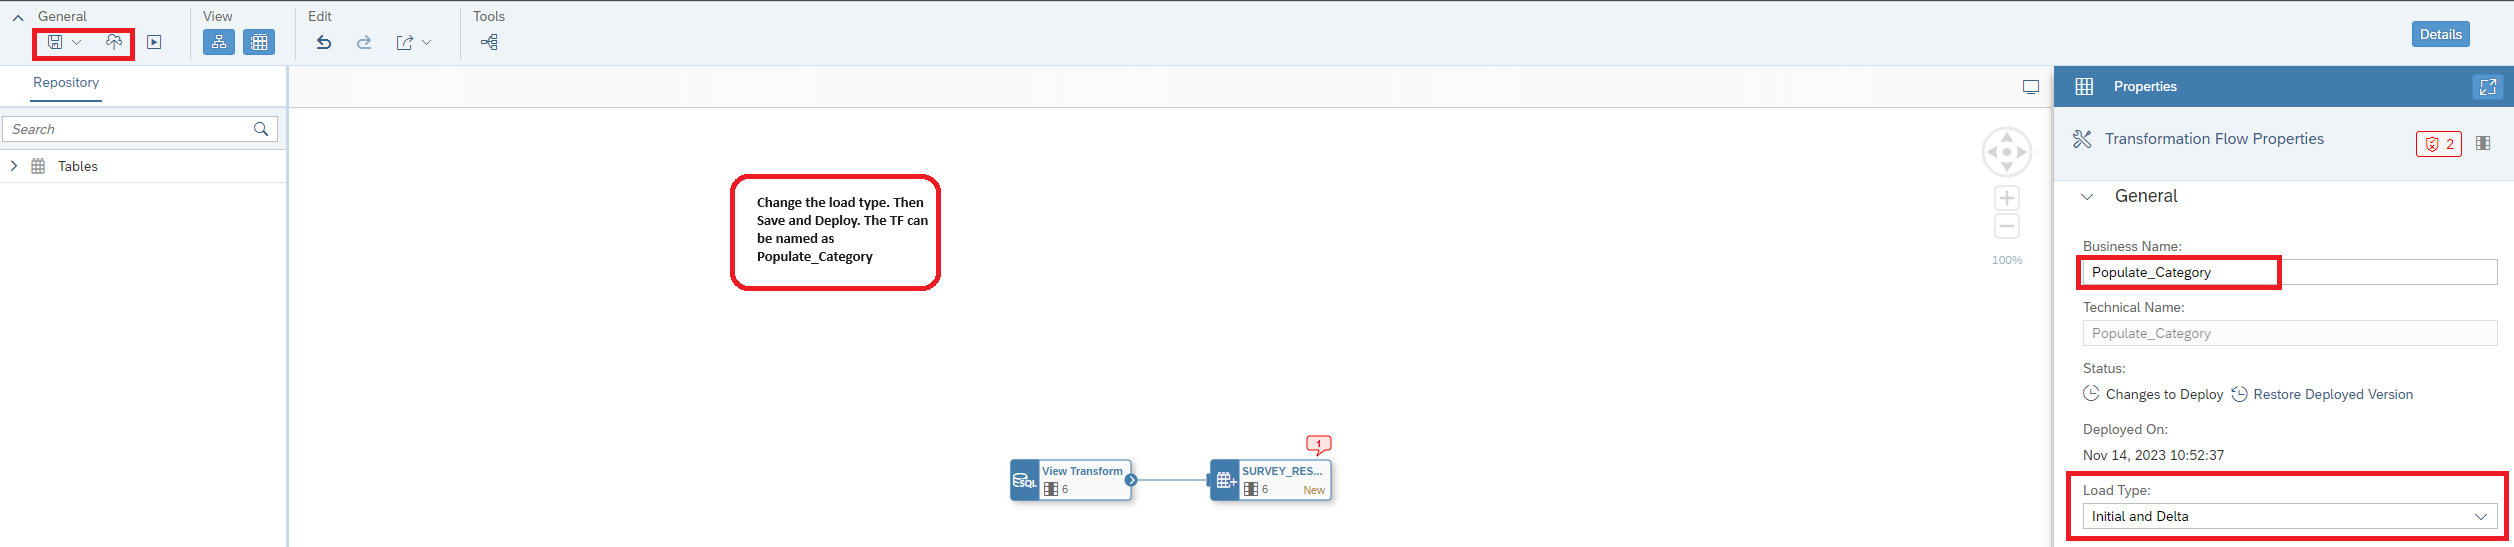 General
View
Edit
Tools
Details
Repository
Search
Tables
Change the load type. Then
Save and Deploy. The TF can
be named as
Populate_Category
100%
SQL
View Transform
6
1
SURVEY_RES...
6
New
Properties
Transformation Flow Properties
2
General
Business Name:
Populate_Category
Technical Name:
Populate_Category
Status:
Changes to Deploy
Restore Deployed Version
Deployed On:
Nov 14, 2023 10:52:37
Load Type:
Initial and Delta